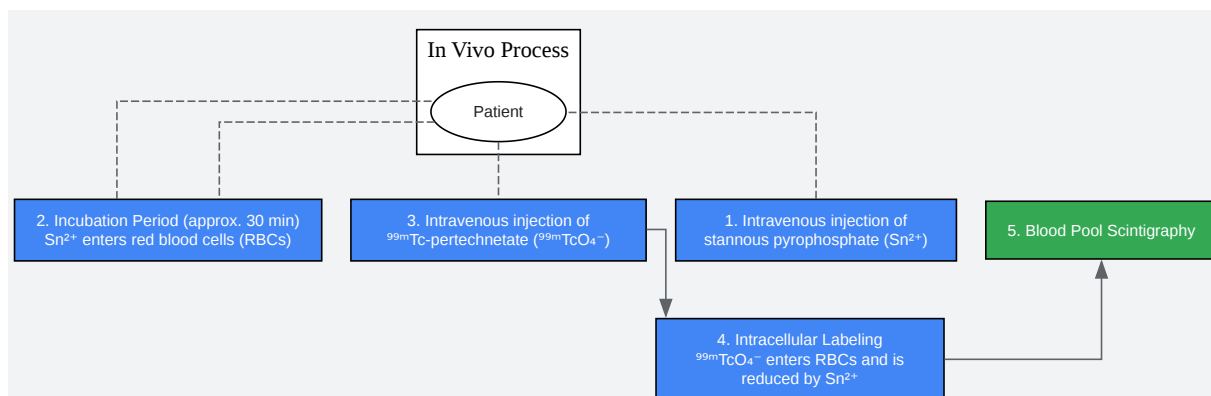 In Vivo Process
Patient
2. Incubation Period (approx. 30 min)
Sn²⁺ enters red blood cells (RBCs)
3. Intravenous injection of
⁹⁹ᵐTc-pertechnetate (⁹⁹ᵐTcO₄⁻)
1. Intravenous injection of
stannous pyrophosphate (Sn²⁺)
5. Blood Pool Scintigraphy
4. Intracellular Labeling
⁹⁹ᵐTcO₄⁻ enters RBCs and is
reduced by Sn²⁺